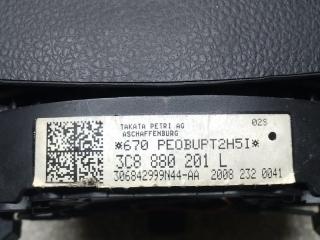 TAKATA PETRI AG 02S
ASCHAFFENBURG
*670 PEOBUPT2H5I*
3C8 880 201 L
306842999N44-AA 2008 232 0041